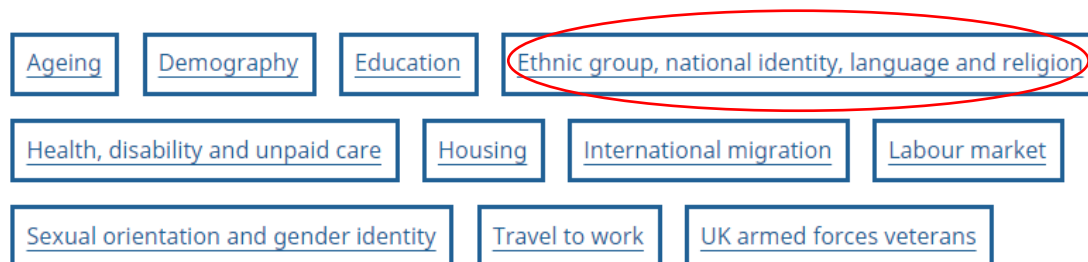 Ageing Demography Education Ethnic group, national identity, language and religion
Health, disability and unpaid care Housing International migration Labour market
Sexual orientation and gender identity Travel to work UK armed forces veterans